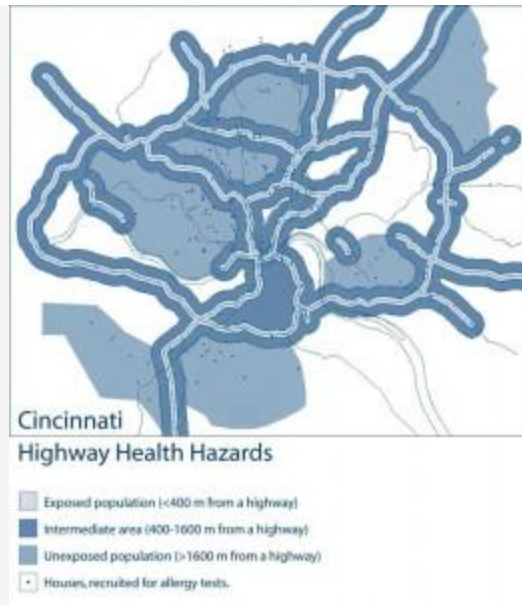 Cincinnati
Highway Health Hazards
Exposed population (<400 m from a highway)
Intermediate area (400-1600 m from a highway)
Unexposed population (>1600 m from a highway)
Houses, recruited for allergy tests.